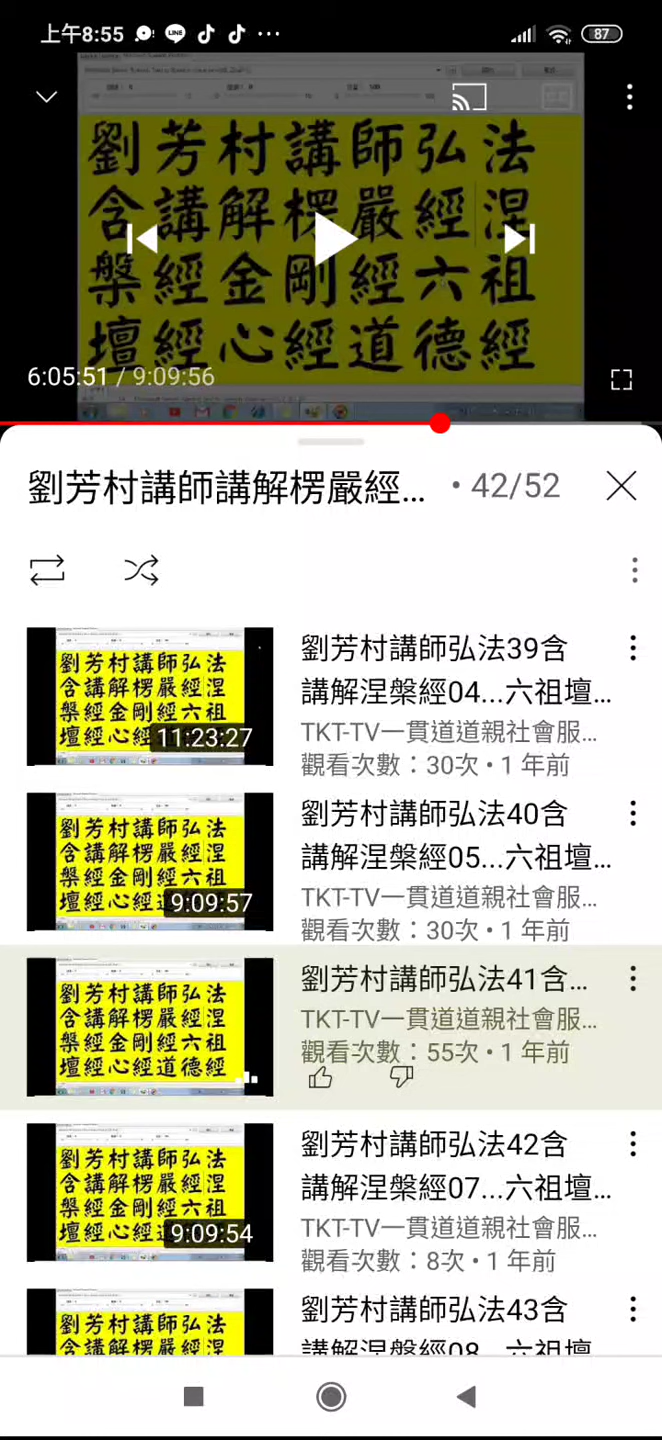 上午8:55
LINE
87
劉芳村講師弘法
含講解楞嚴經涅
槃經金剛經六祖
壇經心經道德經
6:05:51 / 9:09:56
劉芳村講師講解楞嚴經... • 42/52
劉芳村講師弘法
含講解楞嚴經涅
槃經金剛經六祖
壇經心經
11:23:27
劉芳村講師弘法39含
講解涅槃經04...六祖壇...
TKT-TV一貫道道親社會服...
觀看次數：30次 • 1 年前
劉芳村講師弘法
含講解楞嚴經涅
槃經金剛經六祖
壇經心經
9:09:57
劉芳村講師弘法40含
講解涅槃經05...六祖壇...
TKT-TV一貫道道親社會服...
觀看次數：30次 • 1 年前
劉芳村講師弘法
含講解楞嚴經涅
槃經金剛經六祖
壇經心經道德經
劉芳村講師弘法41含...
TKT-TV一貫道道親社會服...
觀看次數：55次 • 1 年前
劉芳村講師弘法
含講解楞嚴經涅
槃經金剛經六祖
壇經心經
9:09:54
劉芳村講師弘法42含
講解涅槃經07...六祖壇...
TKT-TV一貫道道親社會服...
觀看次數：8次 • 1 年前
劉芳村講師弘法
含講解楞嚴經涅
劉芳村講師弘法43含
講解涅槃經08...六祖壇...